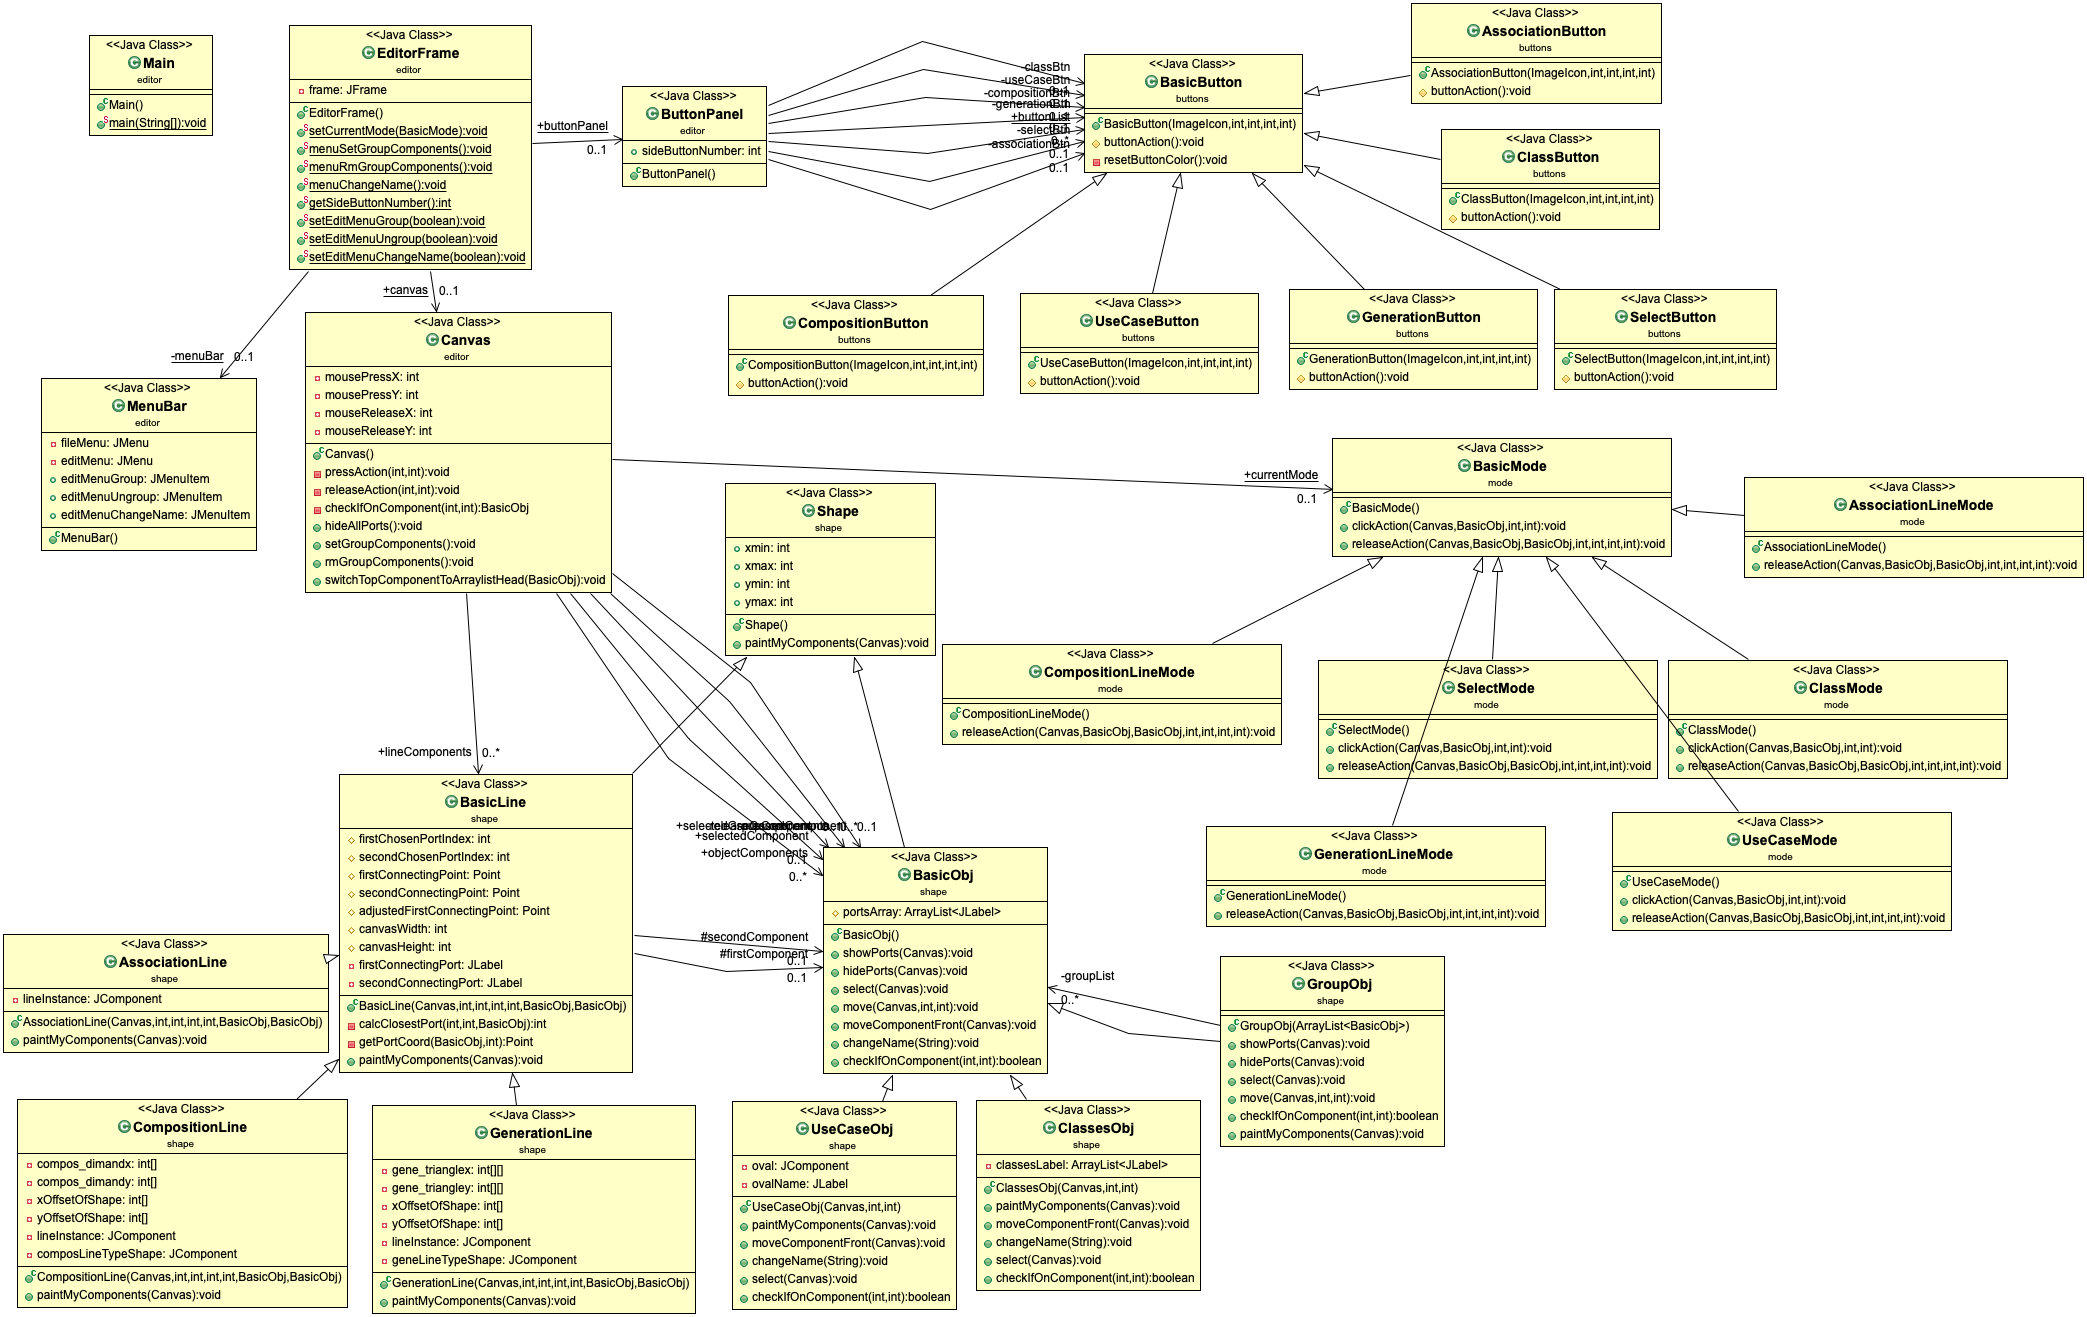 <<Java Class>>
Main
editor
Main()
main(String[]):void
<<Java Class>>
EditorFrame
editor
frame: JFrame
EditorFrame()
setCurrentMode(BasicMode):void
menuSetGroupComponents():void
menuRmGroupComponents():void
menuChangeName():void
getSideButtonNumber():int
setEditMenuGroup(boolean):void
setEditMenuUngroup(boolean):void
setEditMenuChangeName(boolean):void
+buttonPanel
0..1
<<Java Class>>
ButtonPanel
editor
sideButtonNumber: int
ButtonPanel()
-classBtn
-useCaseBtn
-compositionBtn
-generationBtn
+buttonList
-selectBtn
-associationBtn
0..1
0..1
<<Java Class>>
BasicButton
buttons
BasicButton(ImageIcon,int,int,int,int)
buttonAction():void
resetButtonColor():void
<<Java Class>>
AssociationButton
buttons
AssociationButton(ImageIcon,int,int,int,int)
buttonAction():void
<<Java Class>>
ClassButton
buttons
ClassButton(ImageIcon,int,int,int,int)
buttonAction():void
<<Java Class>>
CompositionButton
buttons
CompositionButton(ImageIcon,int,int,int,int)
buttonAction():void
<<Java Class>>
UseCaseButton
buttons
UseCaseButton(ImageIcon,int,int,int,int)
buttonAction():void
<<Java Class>>
GenerationButton
buttons
GenerationButton(ImageIcon,int,int,int,int)
buttonAction():void
<<Java Class>>
SelectButton
buttons
SelectButton(ImageIcon,int,int,int,int)
buttonAction():void
+canvas
0..1
-menuBar
0..1
<<Java Class>>
MenuBar
editor
fileMenu: JMenu
editMenu: JMenu
editMenuGroup: JMenuItem
editMenuUngroup: JMenuItem
editMenuChangeName: JMenuItem
MenuBar()
<<Java Class>>
Canvas
editor
mousePressX: int
mousePressY: int
mouseReleaseX: int
mouseReleaseY: int
Canvas()
pressAction(int,int):void
releaseAction(int,int):void
checkIfOnComponent(int,int):BasicObj
hideAllPorts():void
setGroupComponents():void
rmGroupComponents():void
switchTopComponentToArraylistHead(BasicObj):void
+currentMode
0..1
<<Java Class>>
BasicMode
mode
BasicMode()
clickAction(Canvas,BasicObj,int,int):void
releaseAction(Canvas,BasicObj,BasicObj,int,int,int,int):void
<<Java Class>>
AssociationLineMode
mode
AssociationLineMode()
releaseAction(Canvas,BasicObj,BasicObj,int,int,int,int):void
<<Java Class>>
Shape
shape
xmin: int
xmax: int
ymin: int
ymax: int
Shape()
paintMyComponents(Canvas):void
<<Java Class>>
CompositionLineMode
mode
CompositionLineMode()
releaseAction(Canvas,BasicObj,BasicObj,int,int,int,int):void
<<Java Class>>
SelectMode
mode
SelectMode()
clickAction(Canvas,BasicObj,int,int):void
releaseAction(Canvas,BasicObj,BasicObj,int,int,int,int):void
<<Java Class>>
ClassMode
mode
ClassMode()
clickAction(Canvas,BasicObj,int,int):void
releaseAction(Canvas,BasicObj,BasicObj,int,int,int,int):void
<<Java Class>>
GenerationLineMode
mode
GenerationLineMode()
releaseAction(Canvas,BasicObj,BasicObj,int,int,int,int):void
<<Java Class>>
UseCaseMode
mode
UseCaseMode()
clickAction(Canvas,BasicObj,int,int):void
releaseAction(Canvas,BasicObj,BasicObj,int,int,int,int):void
+lineComponents
0..*
<<Java Class>>
BasicLine
shape
firstChosenPortIndex: int
secondChosenPortIndex: int
firstConnectingPoint: Point
secondConnectingPoint: Point
adjustedFirstConnectingPoint: Point
canvasWidth: int
canvasHeight: int
firstConnectingPort: JLabel
secondConnectingPort: JLabel
BasicLine(Canvas,int,int,int,int,BasicObj,BasicObj)
calcClosestPort(int,int,BasicObj):int
getPortCoord(BasicObj,int):Point
paintMyComponents(Canvas):void
0..1
+selectedComponent
+objectComponents
0..1
0..*
#secondComponent
#firstComponent
0..1
0..1
<<Java Class>>
BasicObj
shape
portsArray: ArrayList<JLabel>
BasicObj()
showPorts(Canvas):void
hidePorts(Canvas):void
select(Canvas):void
move(Canvas,int,int):void
moveComponentFront(Canvas):void
changeName(String):void
checkIfOnComponent(int,int):boolean
-groupList
0..*
<<Java Class>>
GroupObj
shape
GroupObj(ArrayList<BasicObj>)
showPorts(Canvas):void
hidePorts(Canvas):void
select(Canvas):void
move(Canvas,int,int):void
checkIfOnComponent(int,int):boolean
paintMyComponents(Canvas):void
<<Java Class>>
AssociationLine
shape
lineInstance: JComponent
AssociationLine(Canvas,int,int,int,int,BasicObj,BasicObj)
paintMyComponents(Canvas):void
<<Java Class>>
CompositionLine
shape
compos_dimandx: int[]
compos_dimandy: int[]
xOffsetOfShape: int[]
yOffsetOfShape: int[]
lineInstance: JComponent
composLineTypeShape: JComponent
CompositionLine(Canvas,int,int,int,int,BasicObj,BasicObj)
paintMyComponents(Canvas):void
<<Java Class>>
GenerationLine
shape
gene_trianglex: int[][]
gene_triangley: int[][]
xOffsetOfShape: int[]
yOffsetOfShape: int[]
lineInstance: JComponent
geneLineTypeShape: JComponent
GenerationLine(Canvas,int,int,int,int,BasicObj,BasicObj)
paintMyComponents(Canvas):void
<<Java Class>>
UseCaseObj
shape
oval: JComponent
ovalName: JLabel
UseCaseObj(Canvas,int,int)
paintMyComponents(Canvas):void
moveComponentFront(Canvas):void
changeName(String):void
select(Canvas):void
checkIfOnComponent(int,int):boolean
<<Java Class>>
ClassesObj
shape
classesLabel: ArrayList<JLabel>
ClassesObj(Canvas,int,int)
paintMyComponents(Canvas):void
moveComponentFront(Canvas):void
changeName(String):void
select(Canvas):void
checkIfOnComponent(int,int):boolean